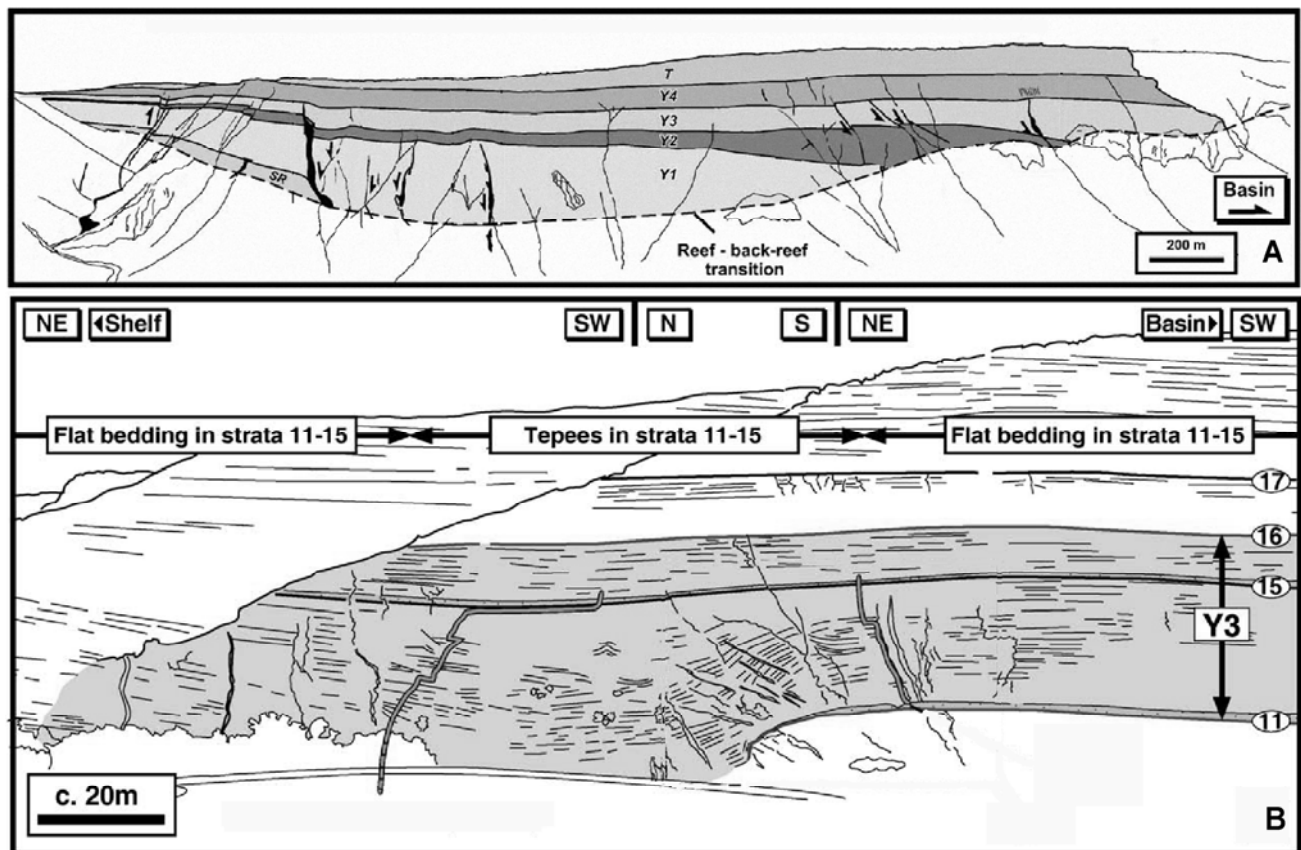 T
Y4
Y3
Y2
Y1
SR
Reef - back-reef
transition
Basin
200 m
A
NE
◄Shelf
SW
N
S
NE
Basin►
SW
Flat bedding in strata 11-15
Tepees in strata 11-15
Flat bedding in strata 11-15
17
16
15
Y3
11
c. 20m
B